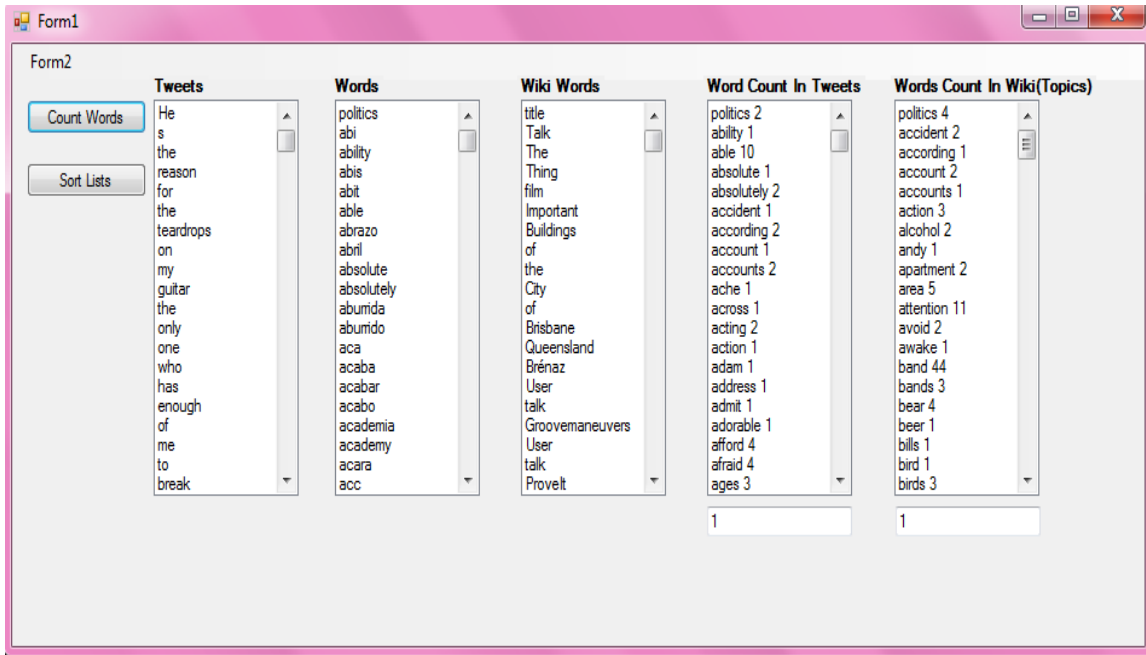 Form1
Form2
Count Words
Sort Lists
Tweets
He
s
the
reason
for
the
teardrops
on
my
guitar
the
only
one
who
has
enough
of
me
to
break
Words
politics
abi
ability
abis
abit
able
abrazo
abril
absolute
absolutely
aburrida
aburrido
aca
acaba
acabar
acabo
academia
academy
acara
acc
Wiki Words
title
Talk
The
Thing
film
Important
Buildings
of
the
City
of
Brisbane
Queensland
Brénaz
User
talk
Groovemaneuvers
User
talk
ProveIt
Word Count In Tweets
politics 2
ability 1
able 10
absolute 1
absolutely 2
accident 1
according 2
account 1
accounts 2
ache 1
across 1
acting 2
action 1
adam 1
address 1
admit 1
adorable 1
afford 4
afraid 4
ages 3
1
Words Count In Wiki(Topics)
politics 4
accident 2
according 1
account 2
accounts 1
action 3
alcohol 2
andy 1
apartment 2
area 5
attention 11
avoid 2
awake 1
band 44
bands 3
bear 4
beer 1
bills 1
bird 1
birds 3
1